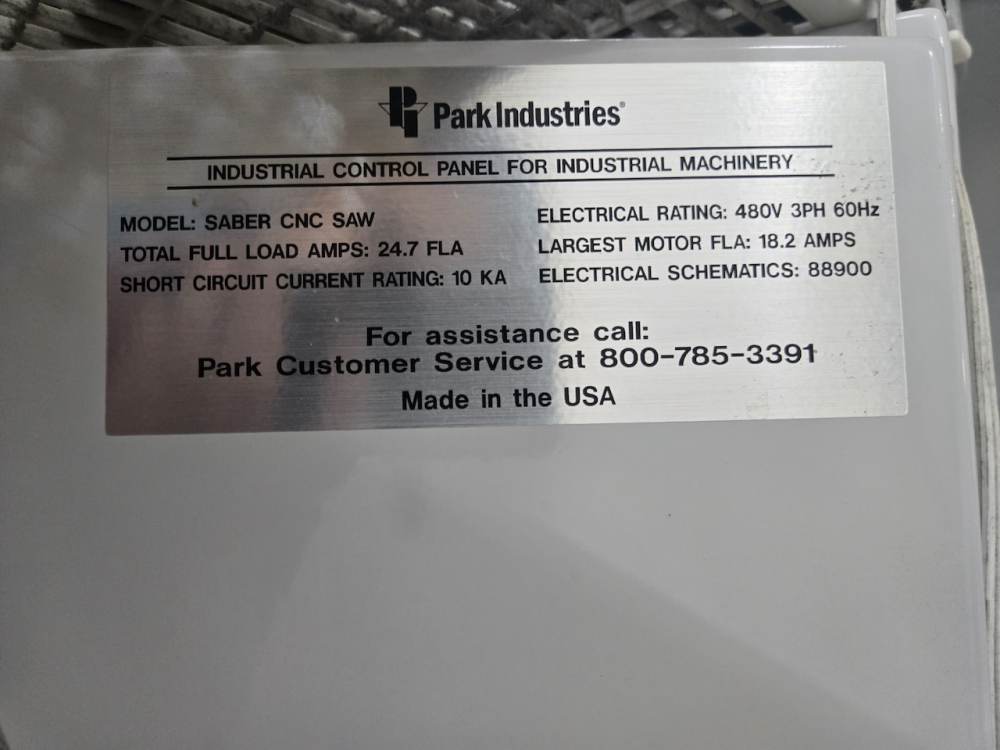 Park Industries®
INDUSTRIAL CONTROL PANEL FOR INDUSTRIAL MACHINERY
MODEL: SABER CNC SAW
TOTAL FULL LOAD AMPS: 24.7 FLA
SHORT CIRCUIT CURRENT RATING: 10 KA
ELECTRICAL RATING: 480V 3PH 60Hz
LARGEST MOTOR FLA: 18.2 AMPS
ELECTRICAL SCHEMATICS: 88900
For assistance call:
Park Customer Service at 800-785-3391
Made in the USA